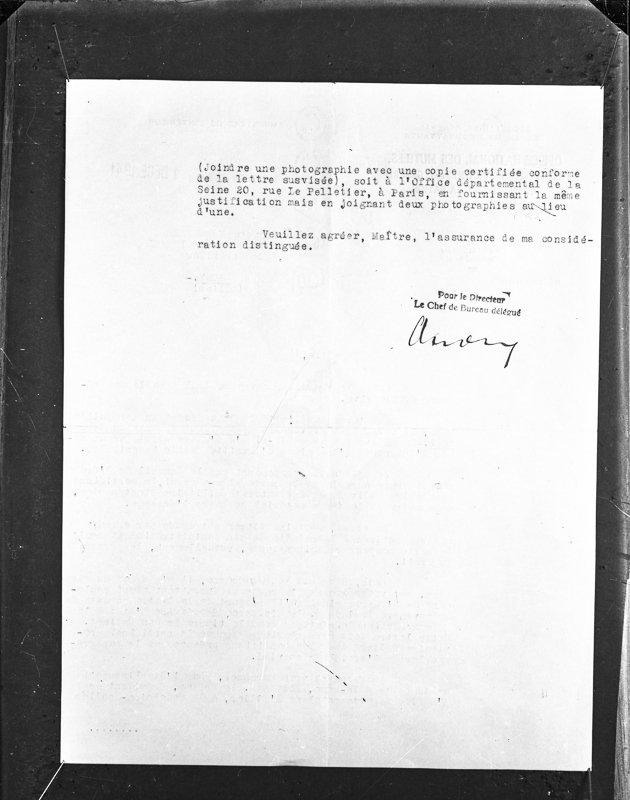 (Joindre une photographie avec une copie certifiée conforme
de la lettre susvisée), soit à l'Office départemental de la
Seine 20, rue Le Pelletier, à Paris, en fournissant la même
justification mais en joignant deux photographies au lieu
d'une.
Veuillez agréer, Maître, l'assurance de ma considé-
ration distinguée.
Pour le Directeur
Le Chef de Bureau délégué